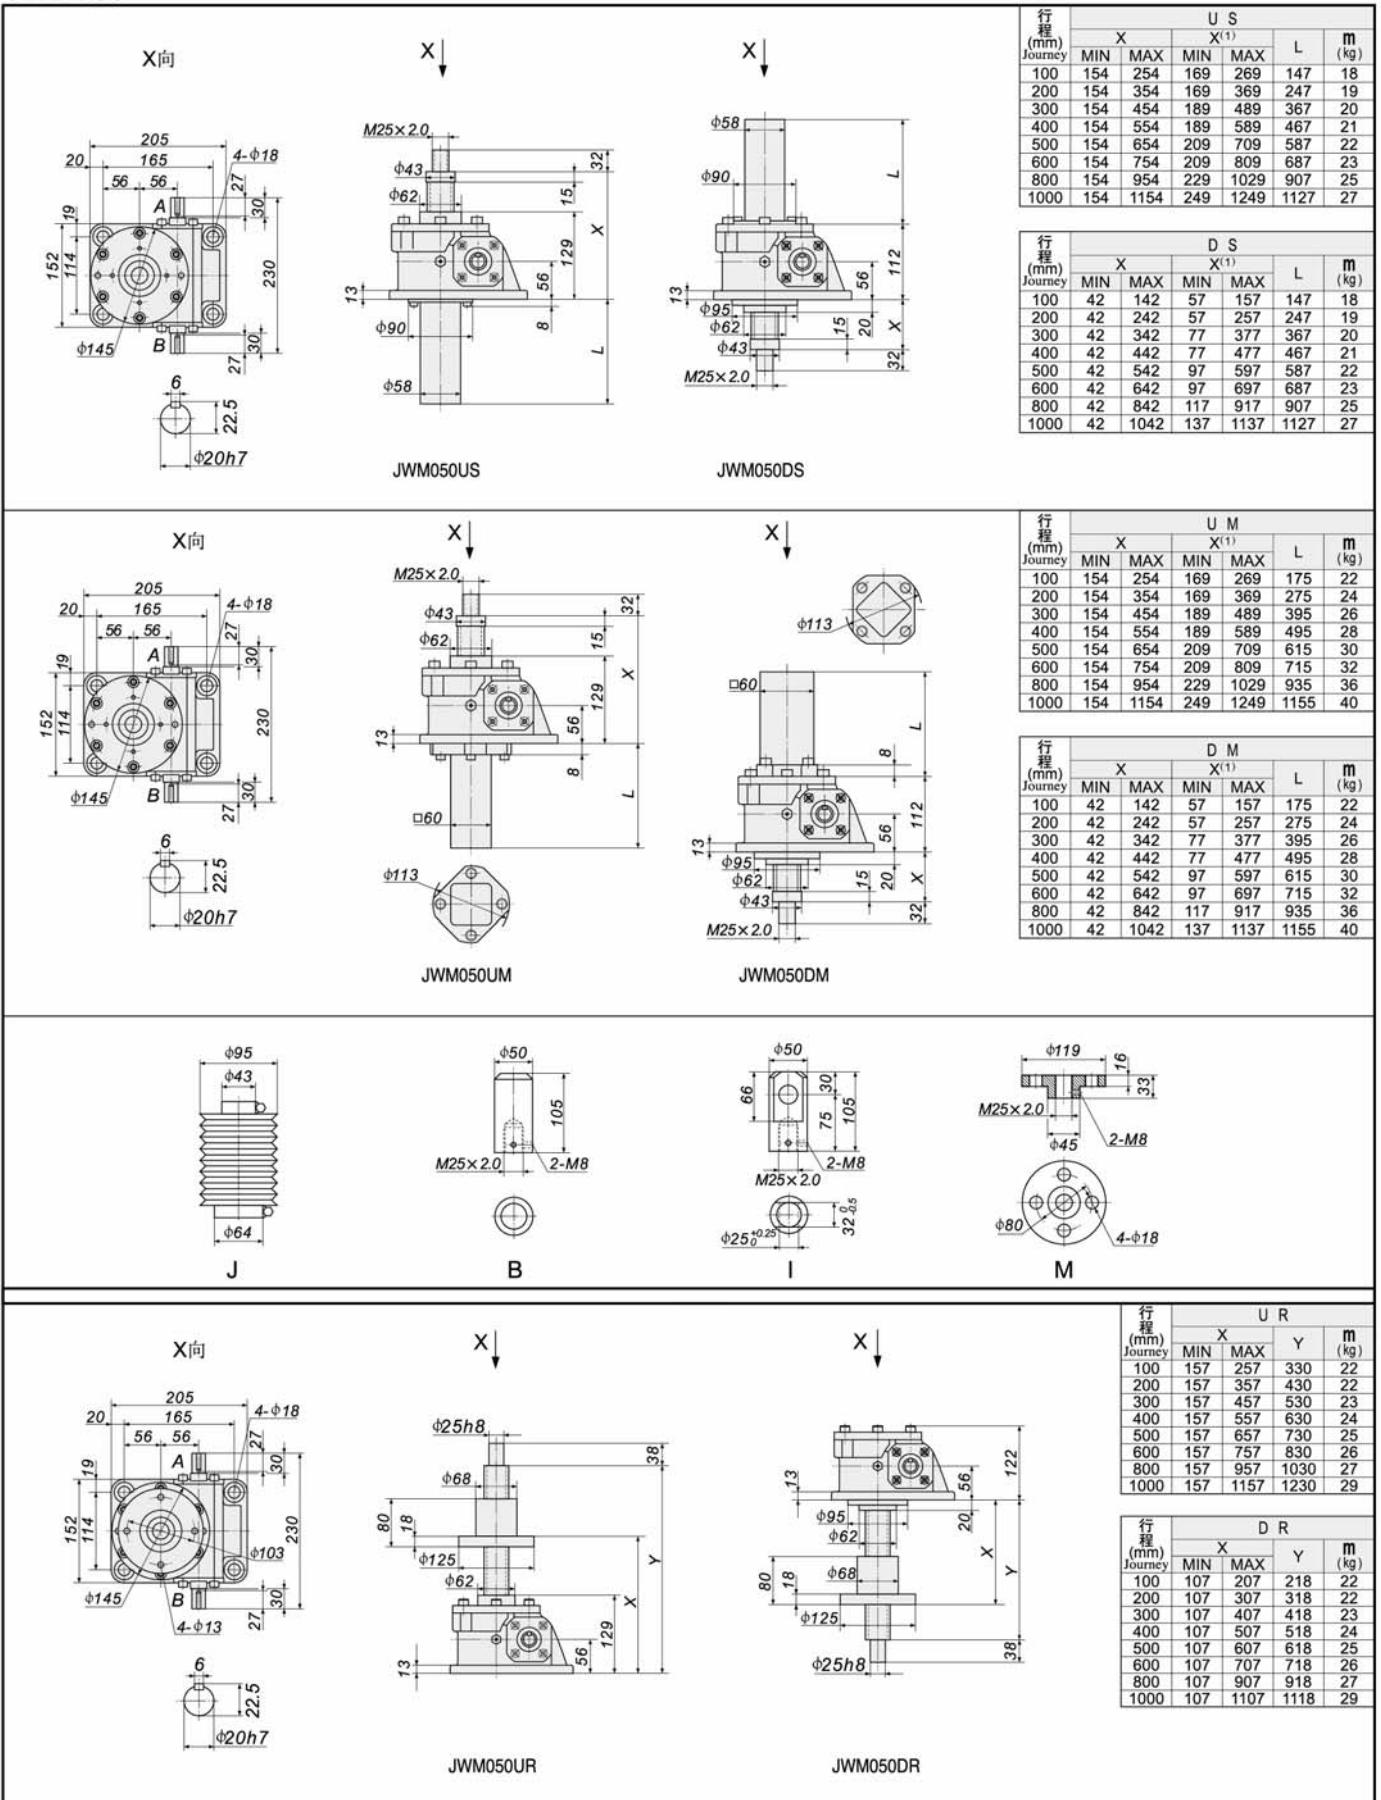 X向
205
20
165
4-ϕ18
56
56
27
30
A
19
152
114
230
ϕ145
B
27
30
6
22.5
ϕ20h7
X
M25×2.0
32
ϕ43
15
ϕ62
X
129
56
13
ϕ90
8
L
ϕ58
JWM050US
X
ϕ58
L
ϕ90
112
56
13
ϕ95
20
ϕ62
15
X
ϕ43
32
M25×2.0
JWM050DS
行程 U S
(mm) X X(1) L m
Journey MIN MAX MIN MAX (kg)
100 154 254 169 269 147 18
200 154 354 169 369 247 19
300 154 454 189 489 367 20
400 154 554 189 589 467 21
500 154 654 209 709 587 22
600 154 754 209 809 687 23
800 154 954 229 1029 907 25
1000 154 1154 249 1249 1127 27
行程 D S
(mm) X X(1) L m
Journey MIN MAX MIN MAX (kg)
100 42 142 57 157 147 18
200 42 242 57 257 247 19
300 42 342 77 377 367 20
400 42 442 77 477 467 21
500 42 542 97 597 587 22
600 42 642 97 697 687 23
800 42 842 117 917 907 25
1000 42 1042 137 1137 1127 27
X向
205
20
165
4-ϕ18
56
56
27
30
A
19
152
114
230
ϕ145
B
27
30
6
22.5
ϕ20h7
X
M25×2.0
32
ϕ43
15
ϕ62
X
129
56
13
8
L
□60
ϕ113
JWM050UM
X
ϕ113
□60
L
8
112
56
13
ϕ95
20
ϕ62
15
X
ϕ43
32
M25×2.0
JWM050DM
行程 U M
(mm) X X(1) L m
Journey MIN MAX MIN MAX (kg)
100 154 254 169 269 175 22
200 154 354 169 369 275 24
300 154 454 189 489 395 26
400 154 554 189 589 495 28
500 154 654 209 709 615 30
600 154 754 209 809 715 32
800 154 954 229 1029 935 36
1000 154 1154 249 1249 1155 40
行程 D M
(mm) X X(1) L m
Journey MIN MAX MIN MAX (kg)
100 42 142 57 157 175 22
200 42 242 57 257 275 24
300 42 342 77 377 395 26
400 42 442 77 477 495 28
500 42 542 97 597 615 30
600 42 642 97 697 715 32
800 42 842 117 917 935 36
1000 42 1042 137 1137 1155 40
ϕ95
ϕ43
ϕ64
J
ϕ50
105
M25×2.0
2-M8
B
ϕ50
66
30
75
105
2-M8
M25×2.0
32 0 -0.5
ϕ25 +0.25 0
I
ϕ119
16
33
M25×2.0
ϕ45
2-M8
ϕ80
4-ϕ18
M
X向
205
20
165
4-ϕ18
56
56
27
30
A
19
152
114
230
ϕ103
ϕ145
B
27
30
4-ϕ13
6
22.5
ϕ20h7
X
ϕ25h8
38
ϕ68
80
18
ϕ125
Y
ϕ62
X
129
56
13
JWM050UR
X
122
56
13
ϕ95
20
ϕ62
X
Y
80
18
ϕ68
ϕ125
38
ϕ25h8
JWM050DR
行程 U R
(mm) X Y m
Journey MIN MAX (kg)
100 157 257 330 22
200 157 357 430 22
300 157 457 530 23
400 157 557 630 24
500 157 657 730 25
600 157 757 830 26
800 157 957 1030 27
1000 157 1157 1230 29
行程 D R
(mm) X Y m
Journey MIN MAX (kg)
100 107 207 218 22
200 107 307 318 22
300 107 407 418 23
400 107 507 518 24
500 107 607 618 25
600 107 707 718 26
800 107 907 918 27
1000 107 1107 1118 29